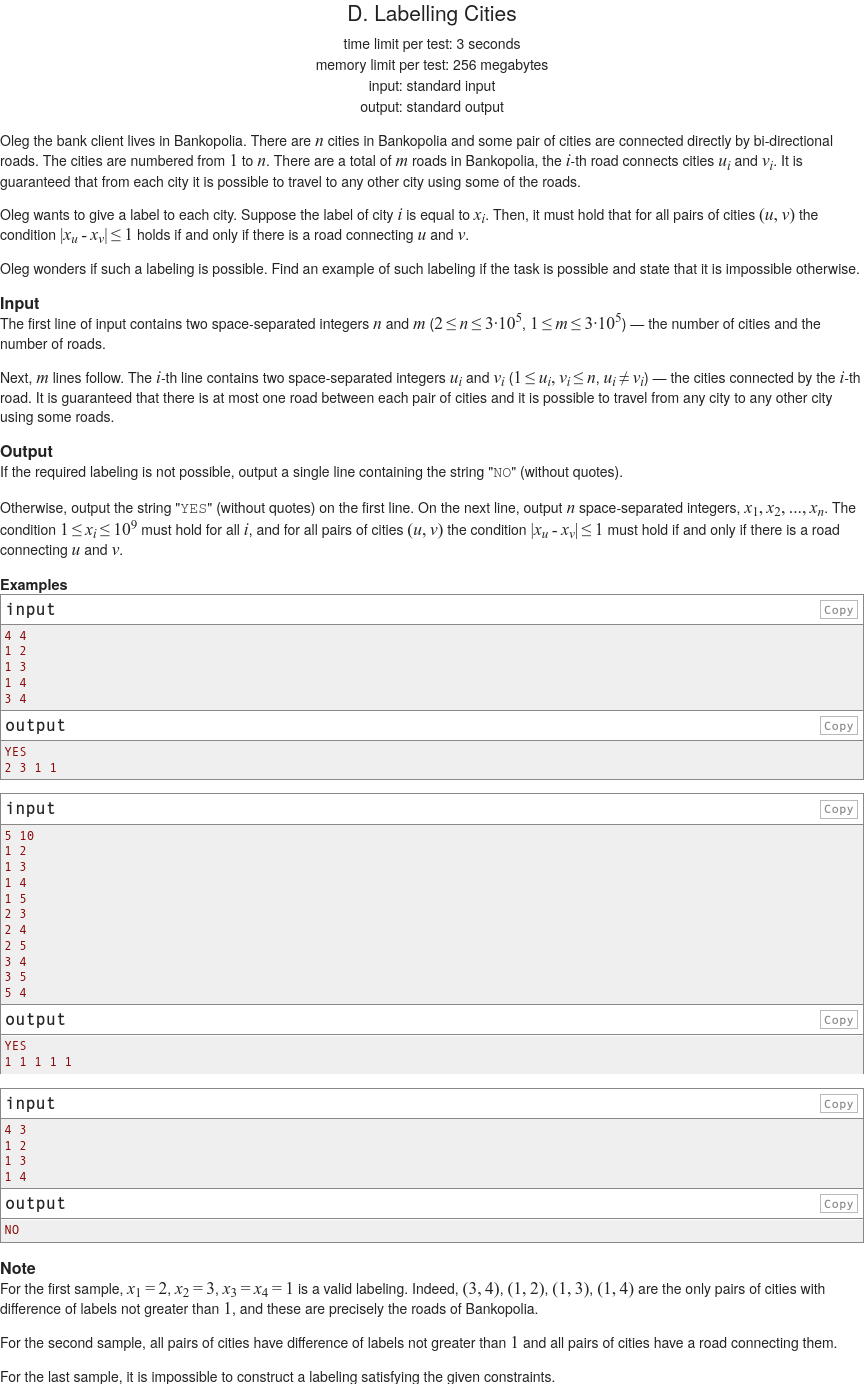 D. Labelling Cities
time limit per test: 3 seconds
memory limit per test: 256 megabytes
input: standard input
output: standard output
Oleg the bank client lives in Bankopolia. There are n cities in Bankopolia and some pair of cities are connected directly by bi-directional
roads. The cities are numbered from 1 to n. There are a total of m roads in Bankopolia, the i-th road connects cities u_i and v_i. It is
guaranteed that from each city it is possible to travel to any other city using some of the roads.
Oleg wants to give a label to each city. Suppose the label of city i is equal to x_i. Then, it must hold that for all pairs of cities (u, v) the
condition |x_u - x_v| ≤ 1 holds if and only if there is a road connecting u and v.
Oleg wonders if such a labeling is possible. Find an example of such labeling if the task is possible and state that it is impossible otherwise.
Input
The first line of input contains two space-separated integers n and m (2 ≤ n ≤ 3·10^5, 1 ≤ m ≤ 3·10^5) — the number of cities and the
number of roads.
Next, m lines follow. The i-th line contains two space-separated integers u_i and v_i (1 ≤ u_i, v_i ≤ n, u_i ≠ v_i) — the cities connected by the i-th
road. It is guaranteed that there is at most one road between each pair of cities and it is possible to travel from any city to any other city
using some roads.
Output
If the required labeling is not possible, output a single line containing the string "NO" (without quotes).
Otherwise, output the string "YES" (without quotes) on the first line. On the next line, output n space-separated integers, x_1, x_2, ..., x_n. The
condition 1 ≤ x_i ≤ 10^9 must hold for all i, and for all pairs of cities (u, v) the condition |x_u - x_v| ≤ 1 must hold if and only if there is a road
connecting u and v.
Examples
input Copy
4 4
1 2
1 3
1 4
3 4
output Copy
YES
2 3 1 1
input Copy
5 10
1 2
1 3
1 4
1 5
2 3
2 4
2 5
3 4
3 5
5 4
output Copy
YES
1 1 1 1 1
input Copy
4 3
1 2
1 3
1 4
output Copy
NO
Note
For the first sample, x_1 = 2, x_2 = 3, x_3 = x_4 = 1 is a valid labeling. Indeed, (3, 4), (1, 2), (1, 3), (1, 4) are the only pairs of cities with
difference of labels not greater than 1, and these are precisely the roads of Bankopolia.
For the second sample, all pairs of cities have difference of labels not greater than 1 and all pairs of cities have a road connecting them.
For the last sample, it is impossible to construct a labeling satisfying the given constraints.